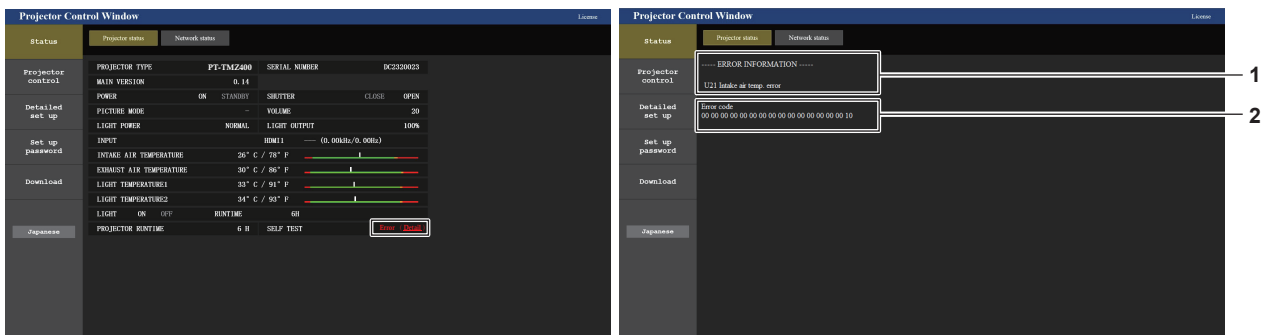 Projector Control Window
License
Status
Projector status
Network status
Projector control
Detailed set up
Set up password
Download
Japanese
PROJECTOR TYPE PT-TMZ400 SERIAL NUMBER DC2320023
MAIN VERSION 0.14
POWER ON STANDBY SHUTTER CLOSE OPEN
PICTURE MODE - VOLUME 20
LIGHT POWER NORMAL LIGHT OUTPUT 100%
INPUT HDMI1 --- (0.00kHz/0.00Hz)
INTAKE AIR TEMPERATURE 26° C / 78° F
EXHAUST AIR TEMPERATURE 30° C / 86° F
LIGHT TEMPERATURE1 33° C / 91° F
LIGHT TEMPERATURE2 34° C / 93° F
LIGHT ON OFF RUNTIME 6H
PROJECTOR RUNTIME 6 H SELF TEST Error (Detail)
Projector Control Window
License
Status
Projector status
Network status
Projector control
Detailed set up
Set up password
Download
Japanese
----- ERROR INFORMATION -----
U21 Intake air temp. error
1
Error code
00 00 00 00 00 00 00 00 00 00 00 00 00 00 00 10
2